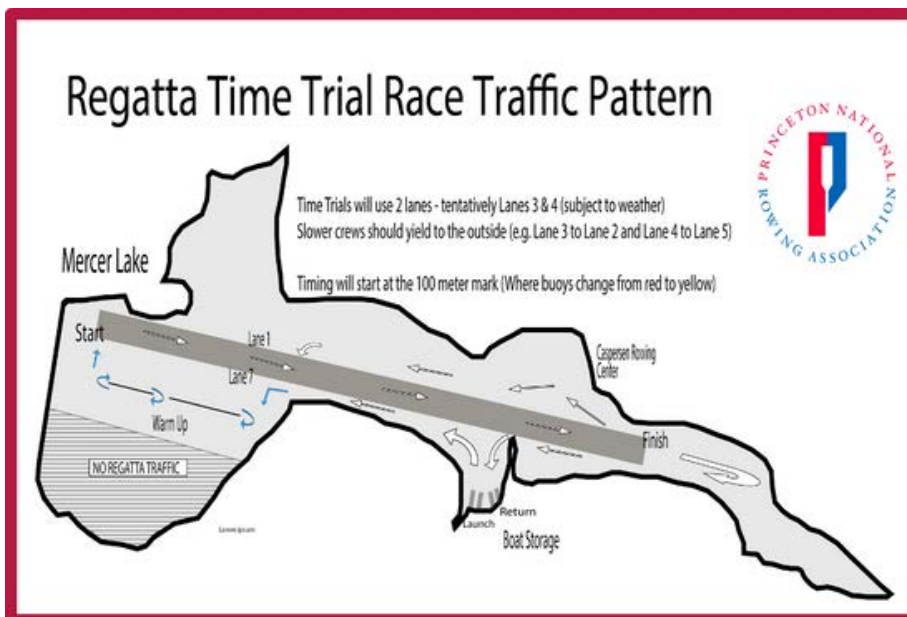 Regatta Time Trial Race Traffic Pattern
PRINCETON NATIONAL
ROWING ASSOCIATION
Time Trials will use 2 lanes - tentatively Lanes 3 & 4 (subject to weather)
Slower crews should yield to the outside (e.g. Lane 3 to Lane 2 and Lane 4 to Lane 5)
Timing will start at the 100 meter mark (Where buoys change from red to yellow)
Mercer Lake
Start
Lane 1
Lane 7
Caspersen Rowing
Center
Warm Up
Finish
NO REGATTA TRAFFIC
Return
Launch
Lorem Ipsum
Boat Storage